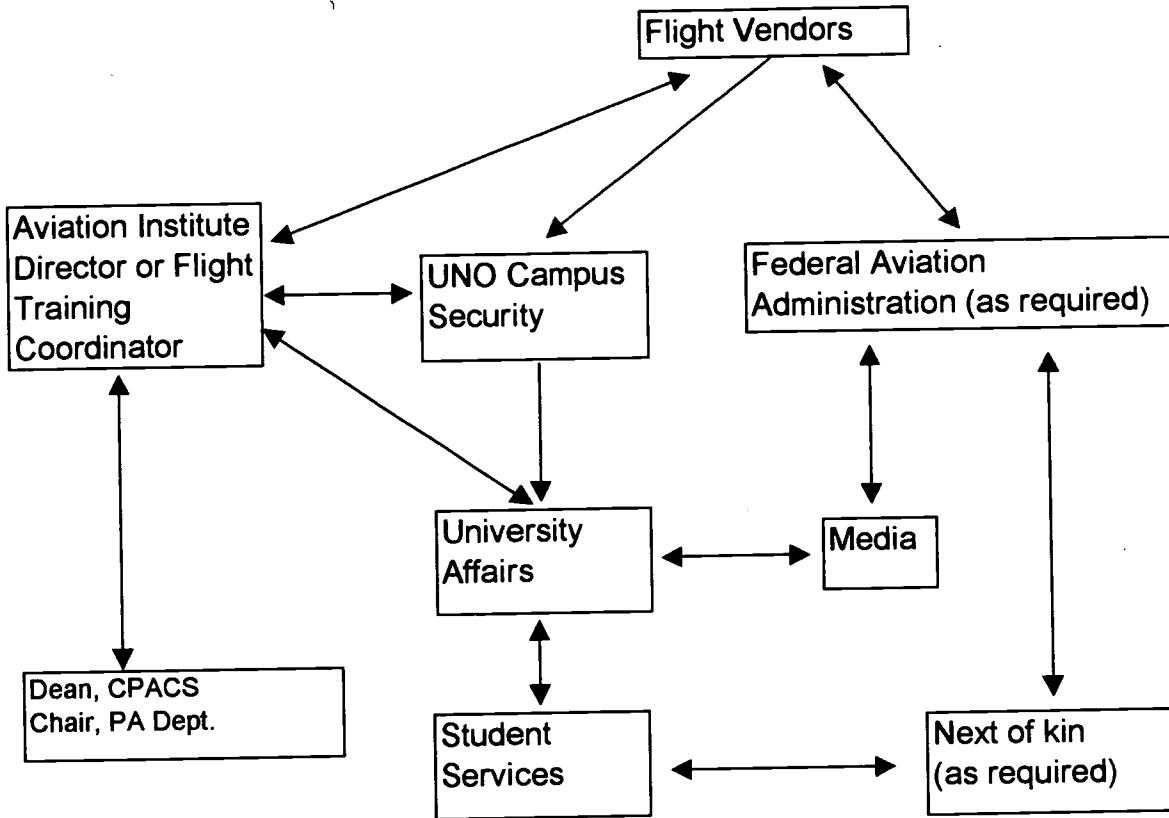 Flight Vendors
Aviation Institute
Director or Flight
Training
Coordinator
UNO Campus
Security
Federal Aviation
Administration (as required)
University
Affairs
Media
Dean, CPACS
Chair, PA Dept.
Student
Services
Next of kin
(as required)